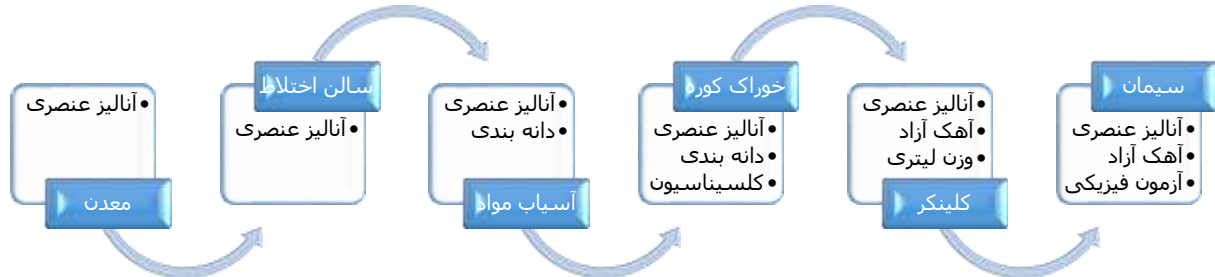 آنالیز عنصری
معدن
سالن اختلاط
آنالیز عنصری
آنالیز عنصری
دانه بندی
آسیاب مواد
خوراک کوره
آنالیز عنصری
دانه بندی
کلسیناسیون
آنالیز عنصری
آهک آزاد
وزن لیتری
کلینکر
سیمان
آنالیز عنصری
آهک آزاد
آزمون فیزیکی